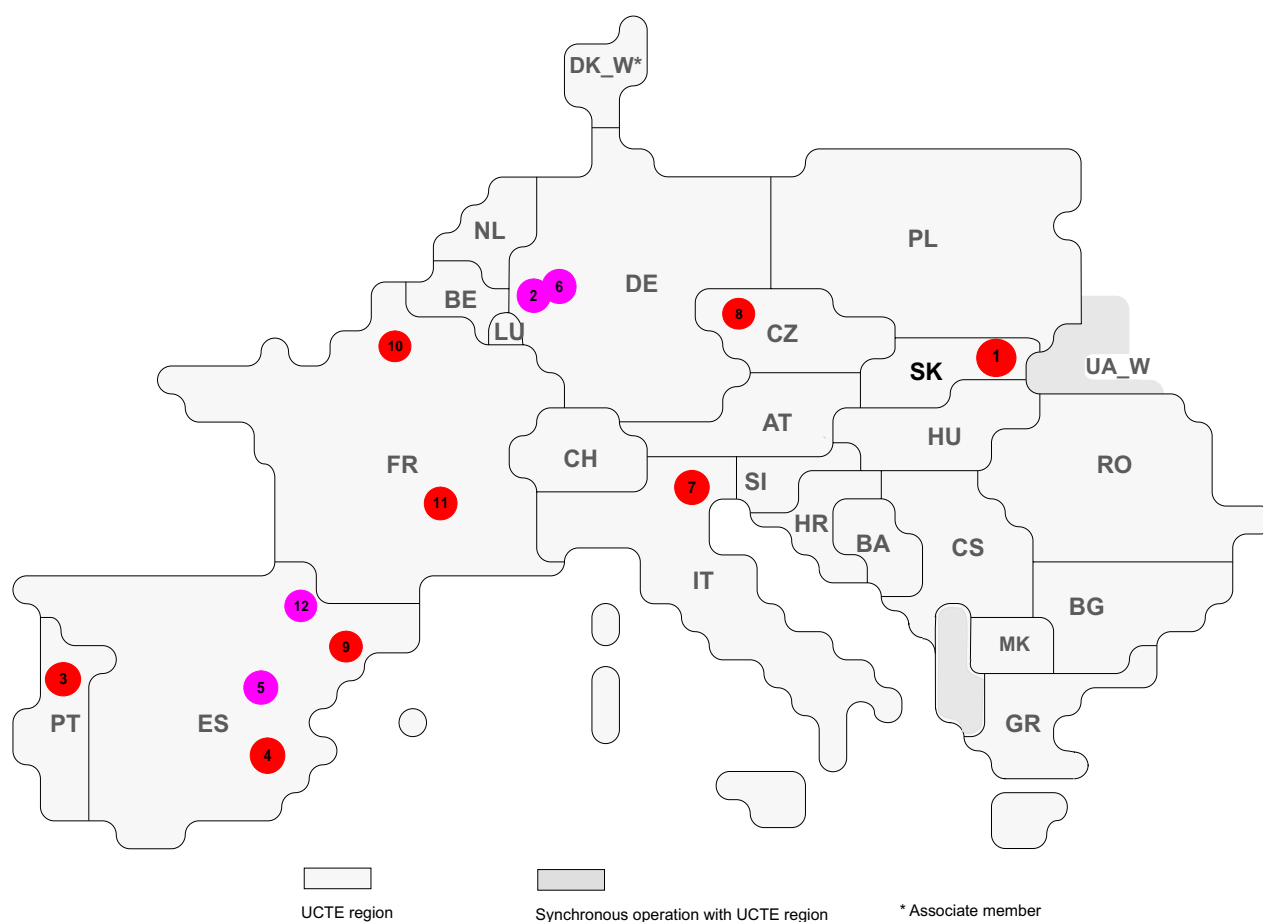 DK_W*
NL
PL
DE
6
2
BE
8
LU
CZ
10
1
SK
UA_W
AT
HU
CH
FR
RO
SI
7
11
HR
BA
CS
IT
12
BG
9
MK
3
5
PT
ES
GR
4
UCTE region
Synchronous operation with UCTE region
* Associate member